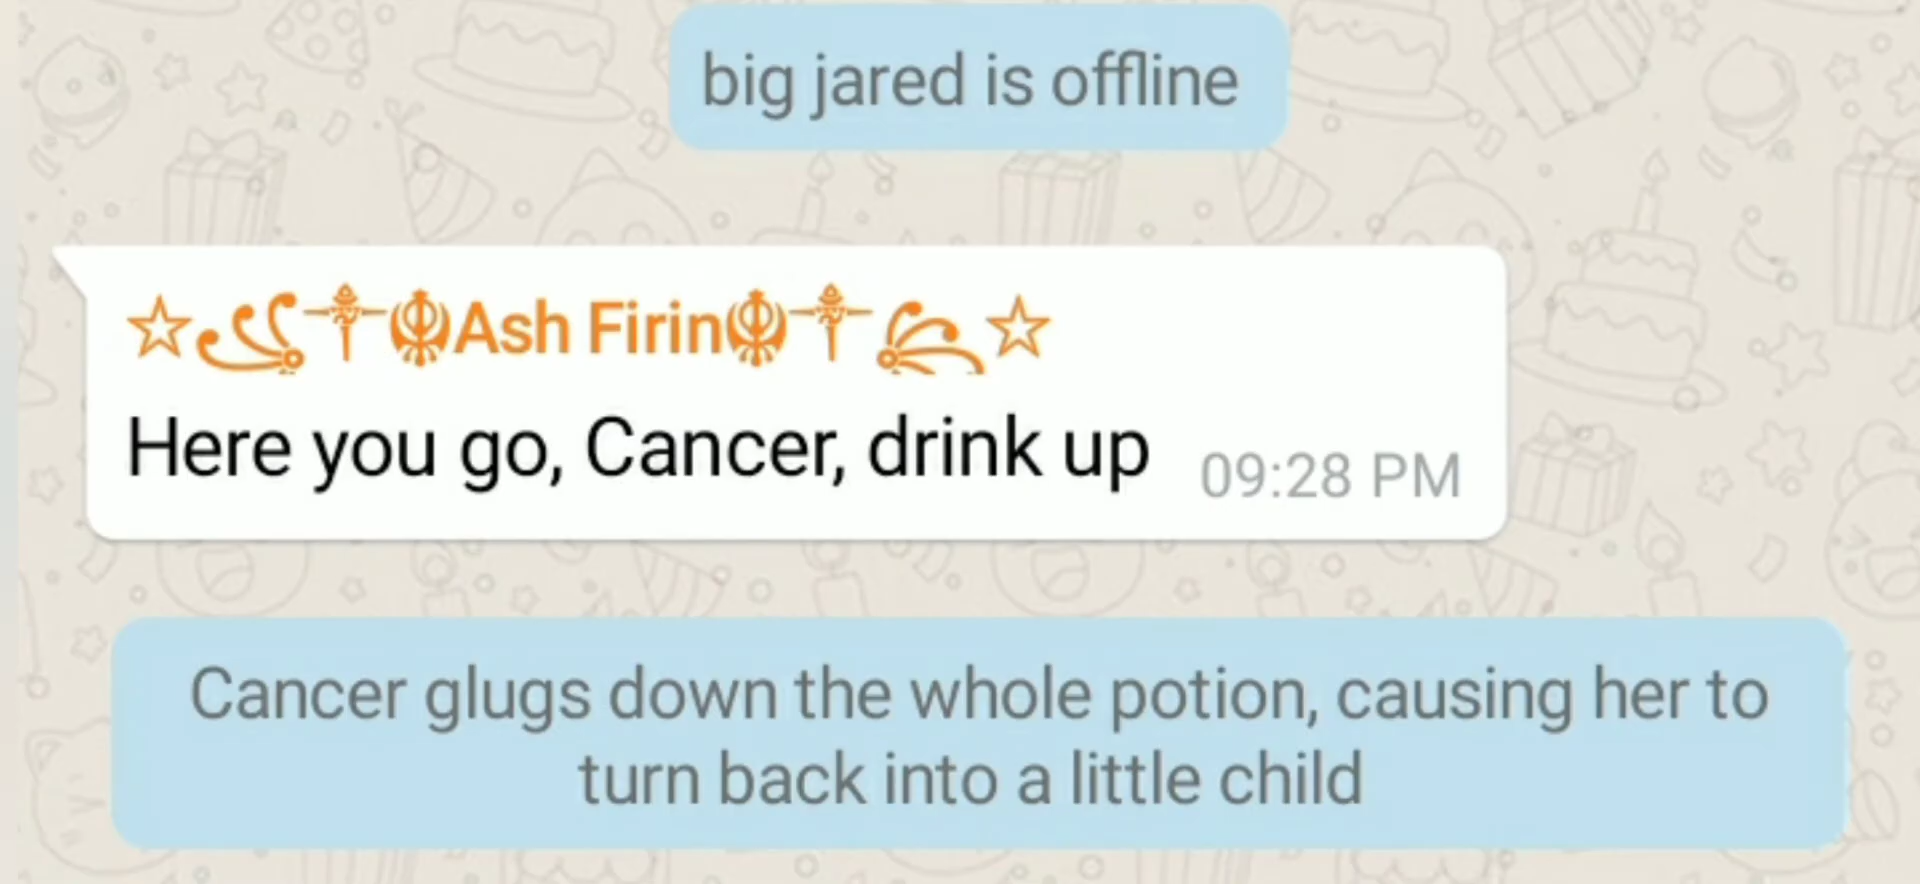 big jared is offline
☆Ash Firin☆
Here you go, Cancer, drink up 09:28 PM
Cancer glugs down the whole potion, causing her to
turn back into a little child